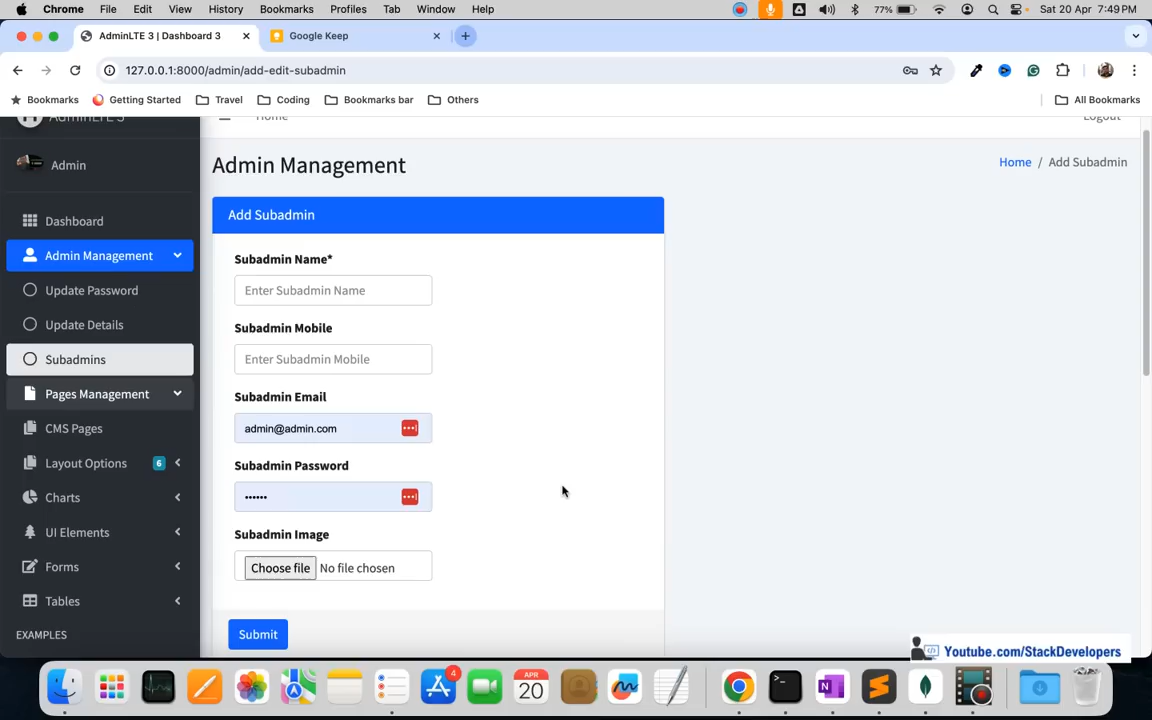 Chrome File Edit View History Bookmarks Profiles Tab Window Help 77% Sat 20 Apr 7:49 PM
AdminLTE 3 | Dashboard 3 Google Keep
127.0.0.1:8000/admin/add-edit-subadmin
Bookmarks Getting Started Travel Coding Bookmarks bar Others All Bookmarks
AdminLTE 3 Home Logout
Admin
Admin Management
Home / Add Subadmin
Dashboard
Admin Management
Update Password
Update Details
Subadmins
Pages Management
CMS Pages
Layout Options 6
Charts
UI Elements
Forms
Tables
EXAMPLES
Add Subadmin
Subadmin Name*
Enter Subadmin Name
Subadmin Mobile
Enter Subadmin Mobile
Subadmin Email
admin@admin.com
Subadmin Password
••••••
Subadmin Image
Choose file No file chosen
Submit
Youtube.com/StackDevelopers
4
APR
20